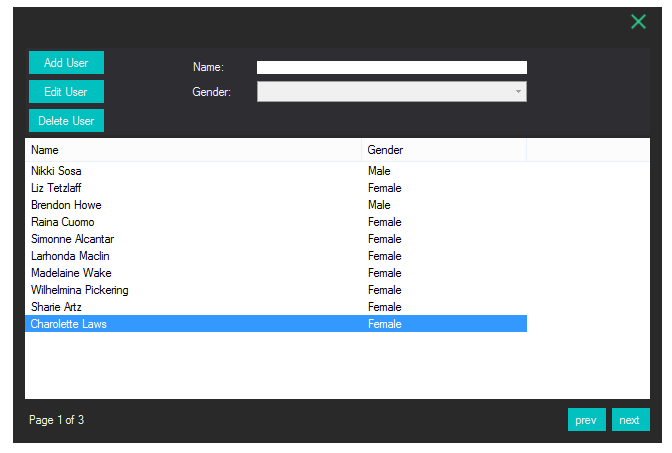 Add User
Name:
Edit User
Gender:
Delete User
Name Gender
Nikki Sosa Male
Liz Tetzlaff Female
Brendon Howe Male
Raina Cuomo Female
Simonne Alcantar Female
Larhonda Maclin Female
Madelaine Wake Female
Wilhelmina Pickering Female
Sharie Artz Female
Charolette Laws Female
Page 1 of 3 prev next